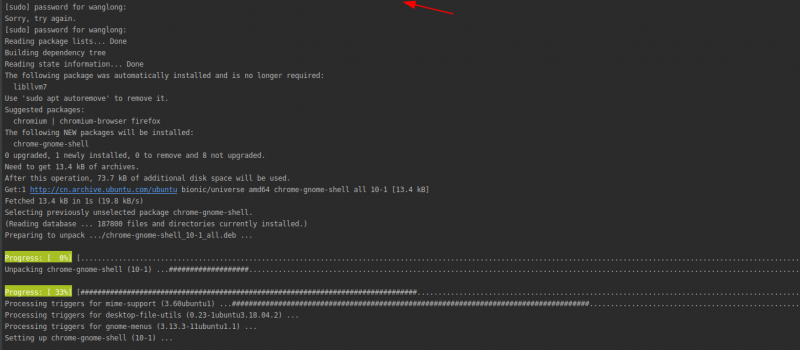 [sudo] password for wanglong:
Sorry, try again.
[sudo] password for wanglong:
Reading package lists... Done
Building dependency tree
Reading state information... Done
The following package was automatically installed and is no longer required:
  libllvm7
Use 'sudo apt autoremove' to remove it.
Suggested packages:
  chromium | chromium-browser firefox
The following NEW packages will be installed:
  chrome-gnome-shell
0 upgraded, 1 newly installed, 0 to remove and 8 not upgraded.
Need to get 13.4 kB of archives.
After this operation, 73.7 kB of additional disk space will be used.
Get:1 http://cn.archive.ubuntu.com/ubuntu bionic/universe amd64 chrome-gnome-shell all 10-1 [13.4 kB]
Fetched 13.4 kB in 1s (19.8 kB/s)
Selecting previously unselected package chrome-gnome-shell.
(Reading database ... 187800 files and directories currently installed.)
Preparing to unpack .../chrome-gnome-shell_10-1_all.deb ...
Progress: [  0%] [..........................................................................
Unpacking chrome-gnome-shell (10-1) ...###################..........................................................................
Progress: [ 33%] [################################################################################...........................................................................
Processing triggers for mime-support (3.60ubuntu1) ...#####################################################################################..................................................
Processing triggers for desktop-file-utils (0.23-1ubuntu3.18.04.2) ...
Processing triggers for gnome-menus (3.13.3-11ubuntu1.1) ...
Setting up chrome-gnome-shell (10-1) ...